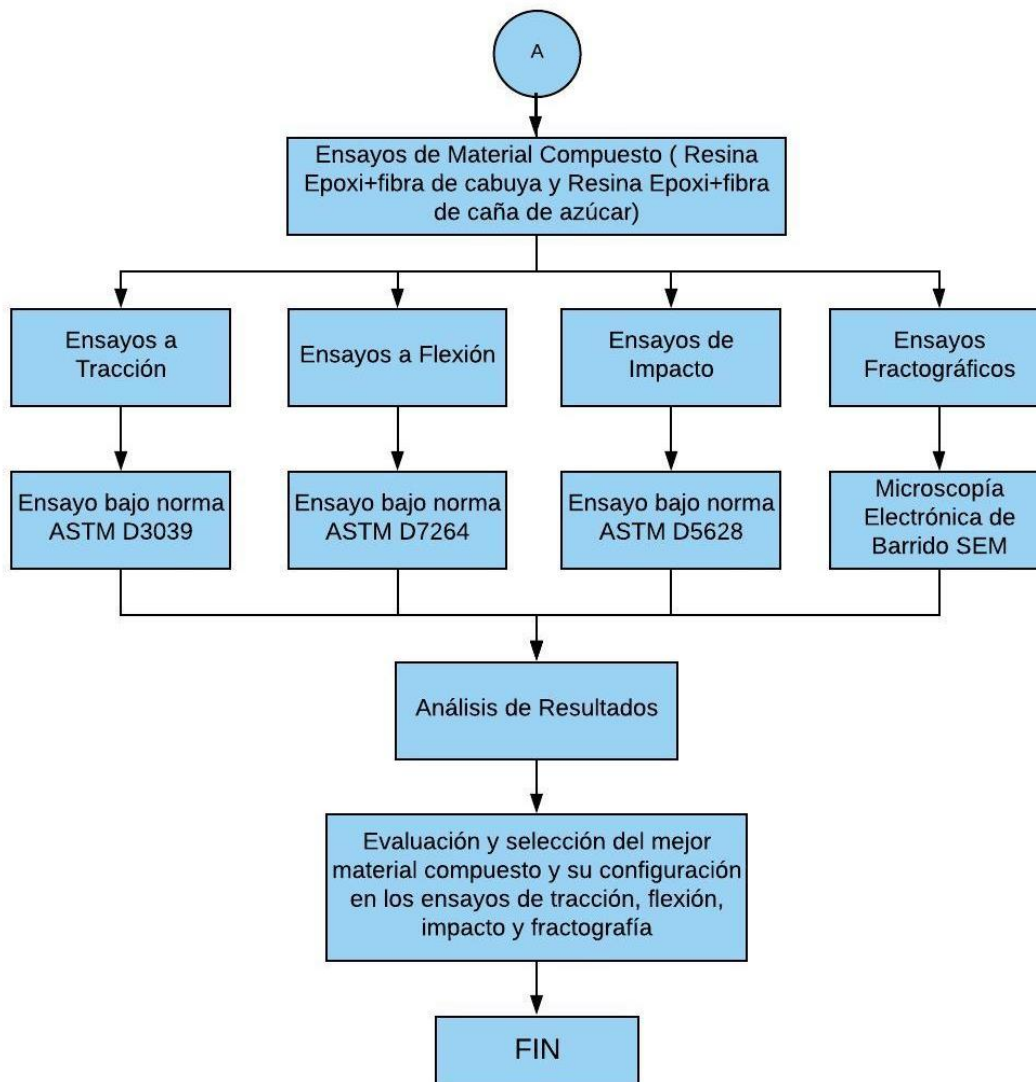 A
Ensayos de Material Compuesto ( Resina
Epoxi+fibra de cabuya y Resina Epoxi+fibra
de caña de azúcar)
Ensayos a
Tracción
Ensayos a Flexión
Ensayos de
Impacto
Ensayos
Fractográficos
Ensayo bajo norma
ASTM D3039
Ensayo bajo norma
ASTM D7264
Ensayo bajo norma
ASTM D5628
Microscopía
Electrónica de
Barrido SEM
Análisis de Resultados
Evaluación y selección del mejor
material compuesto y su configuración
en los ensayos de tracción, flexión,
impacto y fractografía
FIN